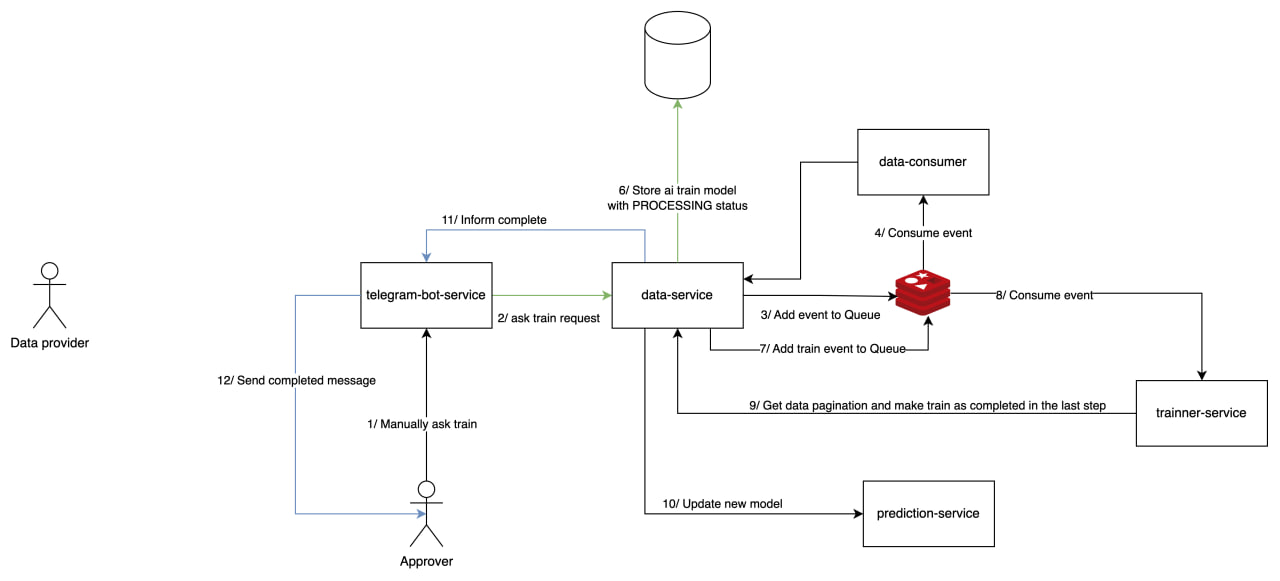 data-consumer
6/ Store ai train model
with PROCESSING status
11/ Inform complete
4/ Consume event
telegram-bot-service
data-service
8/ Consume event
2/ ask train request
3/ Add event to Queue
Data provider
7/ Add train event to Queue
12/ Send completed message
9/ Get data pagination and make train as completed in the last step
trainner-service
1/ Manually ask train
10/ Update new model
prediction-service
Approver